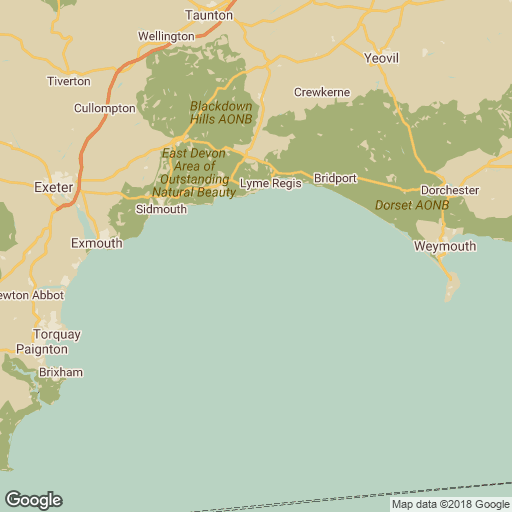 Taunton
Wellington
Yeovil
Tiverton
Crewkerne
Cullompton
Blackdown
Hills AONB
East Devon
Area of
Outstanding
Natural Beauty
Exeter
Lyme Regis
Bridport
Dorchester
Sidmouth
Dorset AONB
Exmouth
Weymouth
ewton Abbot
Torquay
Paignton
Brixham
Google
Map data ©2018 Google